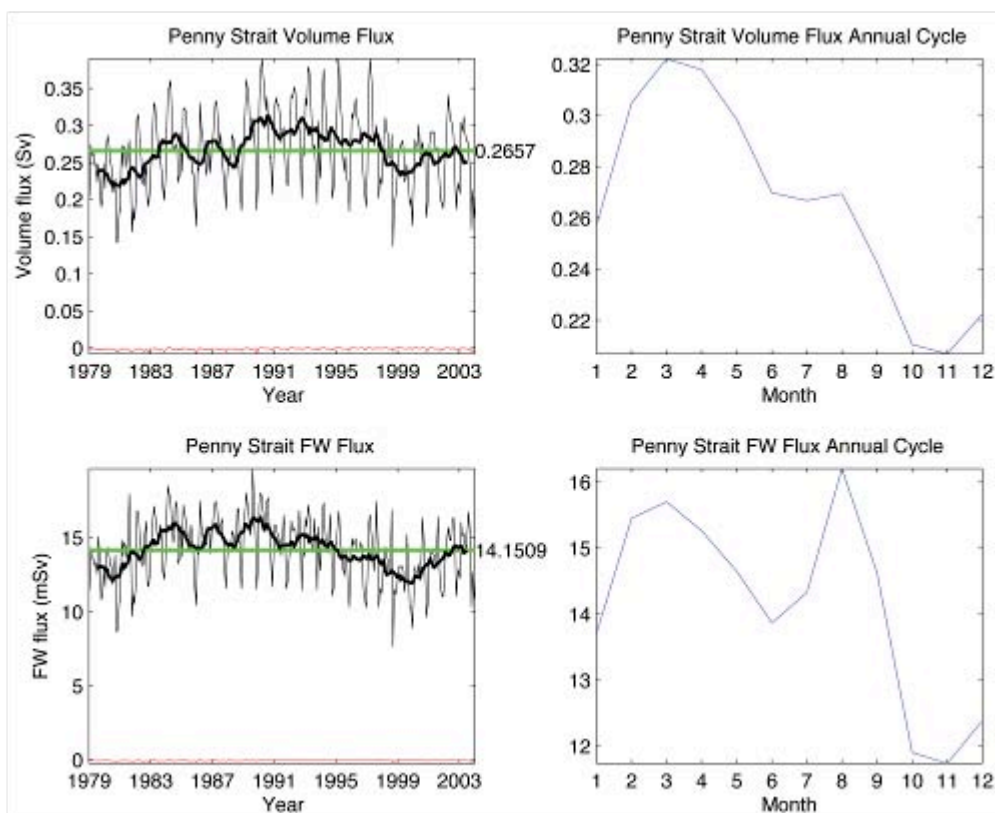 Penny Strait Volume Flux
Volume flux (Sv)
0.35
0.3
0.25
0.2
0.15
0.1
0.05
0
0.2657
1979 1983 1987 1991 1995 1999 2003
Year
Penny Strait Volume Flux Annual Cycle
0.32
0.3
0.28
0.26
0.24
0.22
1 2 3 4 5 6 7 8 9 10 11 12
Month
Penny Strait FW Flux
FW flux (mSv)
15
10
5
0
14.1509
1979 1983 1987 1991 1995 1999 2003
Year
Penny Strait FW Flux Annual Cycle
16
15
14
13
12
1 2 3 4 5 6 7 8 9 10 11 12
Month